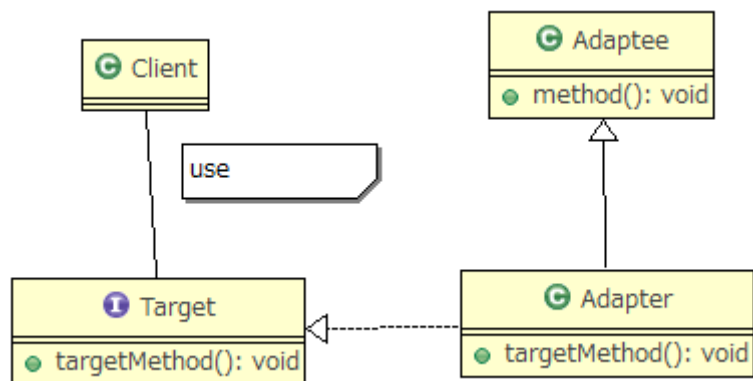 C Client
C Adaptee
method(): void
use
I Target
targetMethod(): void
C Adapter
targetMethod(): void